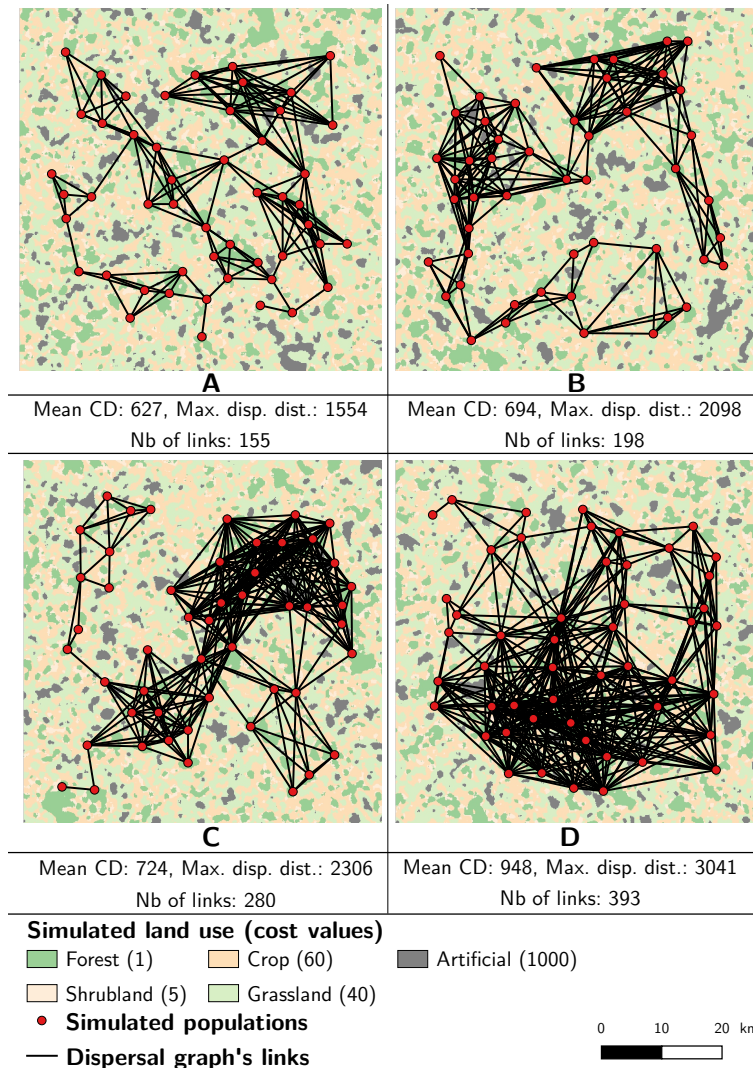 A
B
Mean CD: 627, Max. disp. dist.: 1554
Nb of links: 155
Mean CD: 694, Max. disp. dist.: 2098
Nb of links: 198
C
D
Mean CD: 724, Max. disp. dist.: 2306
Nb of links: 280
Mean CD: 948, Max. disp. dist.: 3041
Nb of links: 393
Simulated land use (cost values)
Forest (1)
Crop (60)
Artificial (1000)
Shrubland (5)
Grassland (40)
Simulated populations
Dispersal graph's links
0 10 20 km